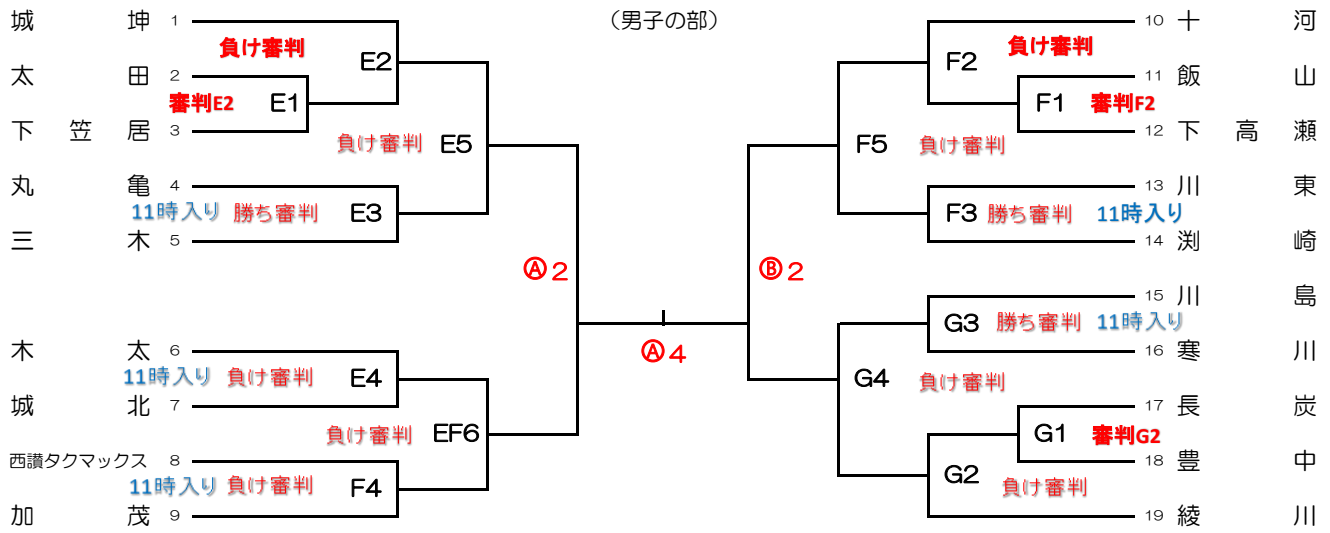 （男子の部）
城坤 1
負け審判 E2
太田 2
審判E2 E1
下笠居 3
負け審判 E5
丸亀 4
11時入り 勝ち審判 E3
三木 5
Ⓐ2
木太 6
11時入り 負け審判 E4
城北 7
負け審判 EF6
西讃タクマックス 8
11時入り 負け審判 F4
加茂 9
Ⓐ4
10 十河
F2 負け審判
11 飯山
F1 審判F2
12 下高瀬
F5 負け審判
13 川東
F3 勝ち審判 11時入り
14 渕崎
Ⓑ2
15 川島
G3 勝ち審判 11時入り
16 寒川
G4 負け審判
17 長炭
G1 審判G2
18 豊中
G2 負け審判
19 綾川